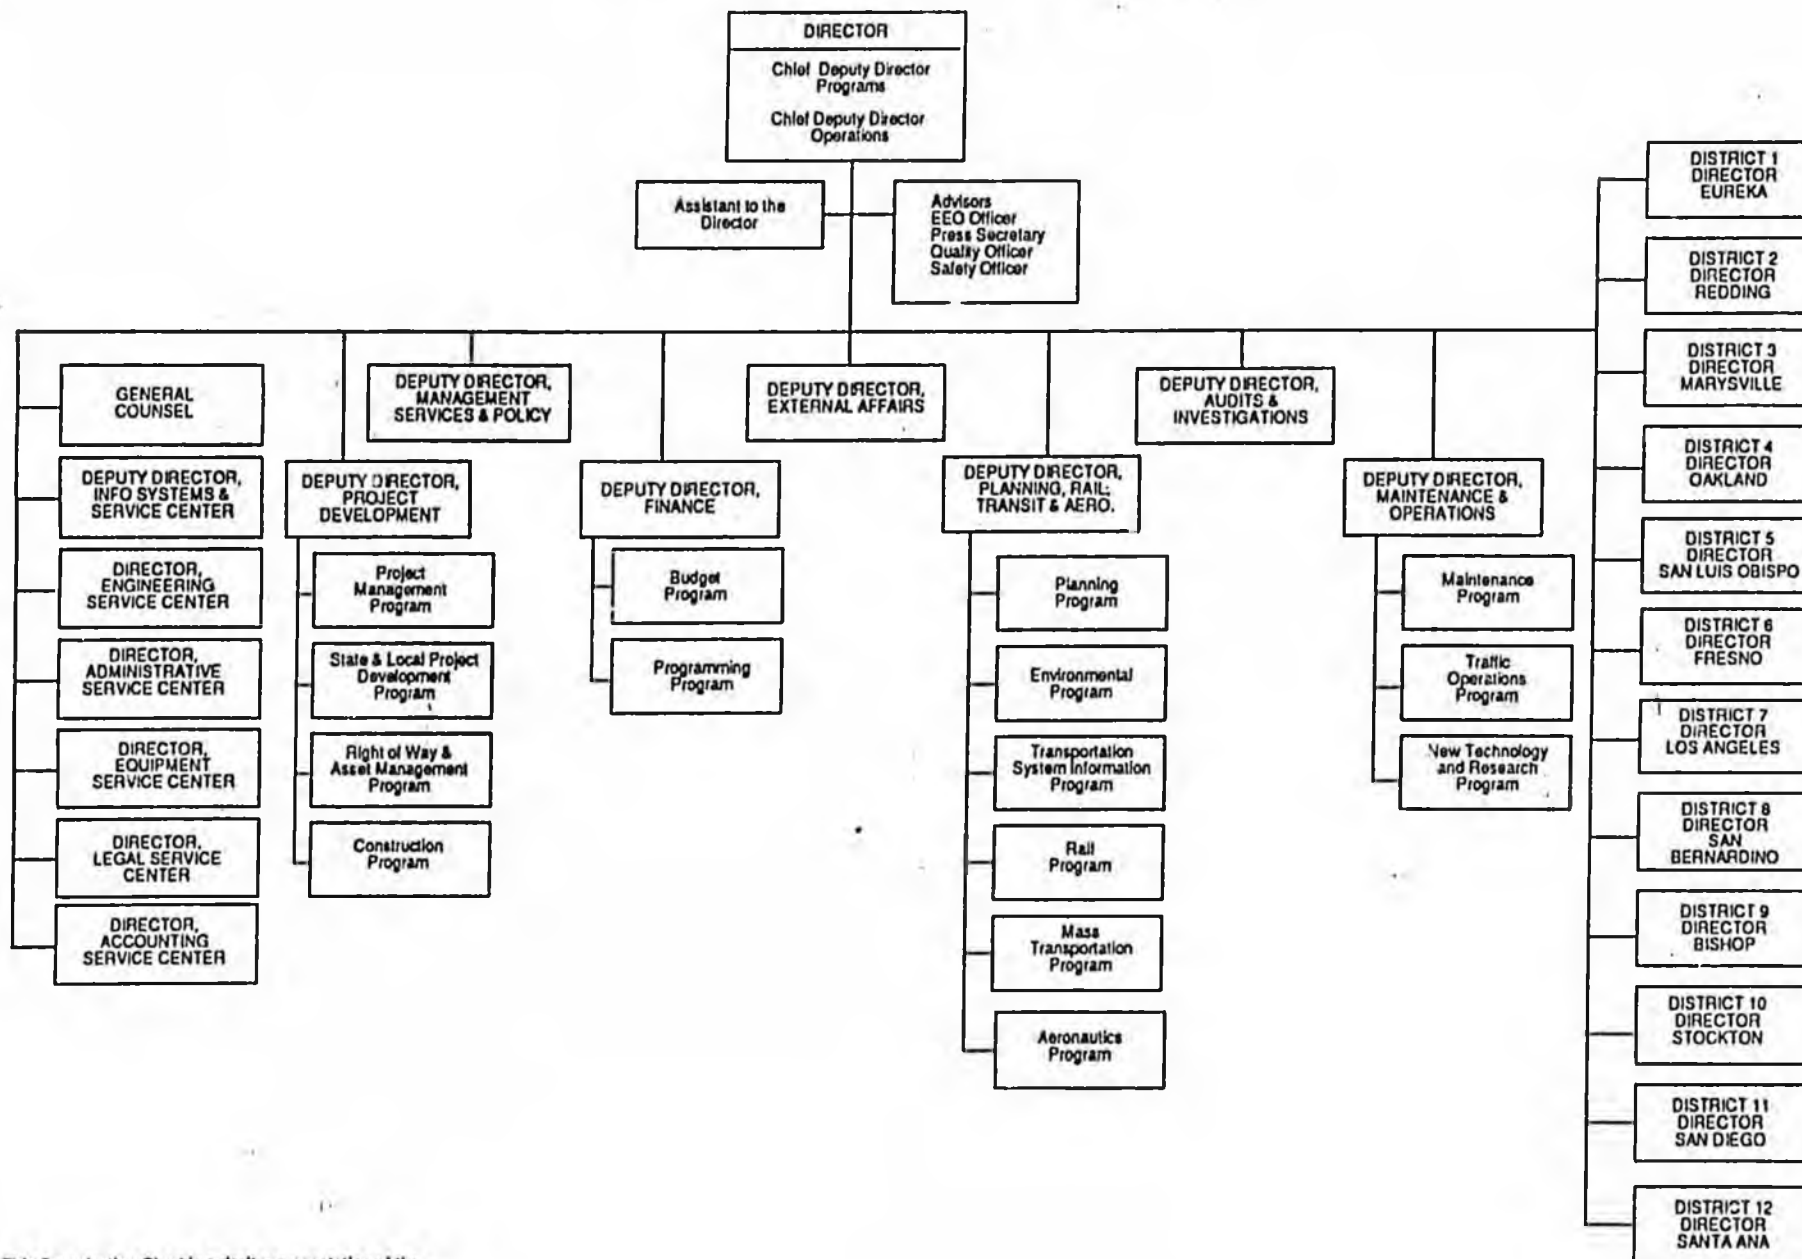 DIRECTOR
Chief Deputy Director
Programs
Chief Deputy Director
Operations
Assistant to the
Director
Advisors
EEO Officer
Press Secretary
Quality Officer
Safety Officer
GENERAL
COUNSEL
DEPUTY DIRECTOR,
INFO SYSTEMS &
SERVICE CENTER
DIRECTOR,
ENGINEERING
SERVICE CENTER
DIRECTOR,
ADMINISTRATIVE
SERVICE CENTER
DIRECTOR,
EQUIPMENT
SERVICE CENTER
DIRECTOR,
LEGAL SERVICE
CENTER
DIRECTOR,
ACCOUNTING
SERVICE CENTER
DEPUTY DIRECTOR,
MANAGEMENT
SERVICES & POLICY
DEPUTY DIRECTOR,
PROJECT
DEVELOPMENT
Project
Management
Program
State & Local Project
Development
Program
Right of Way &
Asset Management
Program
Construction
Program
DEPUTY DIRECTOR,
FINANCE
Budget
Program
Programming
Program
DEPUTY DIRECTOR,
EXTERNAL AFFAIRS
DEPUTY DIRECTOR,
PLANNING, RAIL,
TRANSIT & AERO.
Planning
Program
Environmental
Program
Transportation
System Information
Program
Rail
Program
Mass
Transportation
Program
Aeronautics
Program
DEPUTY DIRECTOR,
AUDITS &
INVESTIGATIONS
DEPUTY DIRECTOR,
MAINTENANCE &
OPERATIONS
Maintenance
Program
Traffic
Operations
Program
New Technology
and Research
Program
DISTRICT 1
DIRECTOR
EUREKA
DISTRICT 2
DIRECTOR
REDDING
DISTRICT 3
DIRECTOR
MARYSVILLE
DISTRICT 4
DIRECTOR
OAKLAND
DISTRICT 5
DIRECTOR
SAN LUIS OBISPO
DISTRICT 6
DIRECTOR
FRESNO
DISTRICT 7
DIRECTOR
LOS ANGELES
DISTRICT 8
DIRECTOR
SAN
BERNARDINO
DISTRICT 9
DIRECTOR
BISHOP
DISTRICT 10
DIRECTOR
STOCKTON
DISTRICT 11
DIRECTOR
SAN DIEGO
DISTRICT 12
DIRECTOR
SANTA ANA